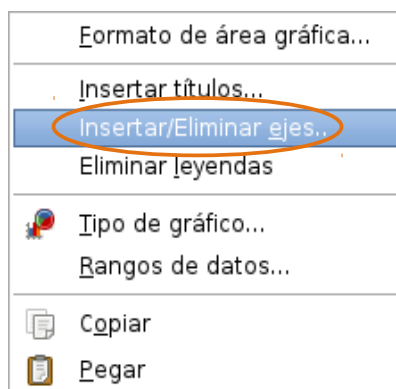 Formato de área gráfica...
Insertar títulos...
Insertar/Eliminar ejes..
Eliminar leyendas
Tipo de gráfico...
Rangos de datos...
Copiar
Pegar